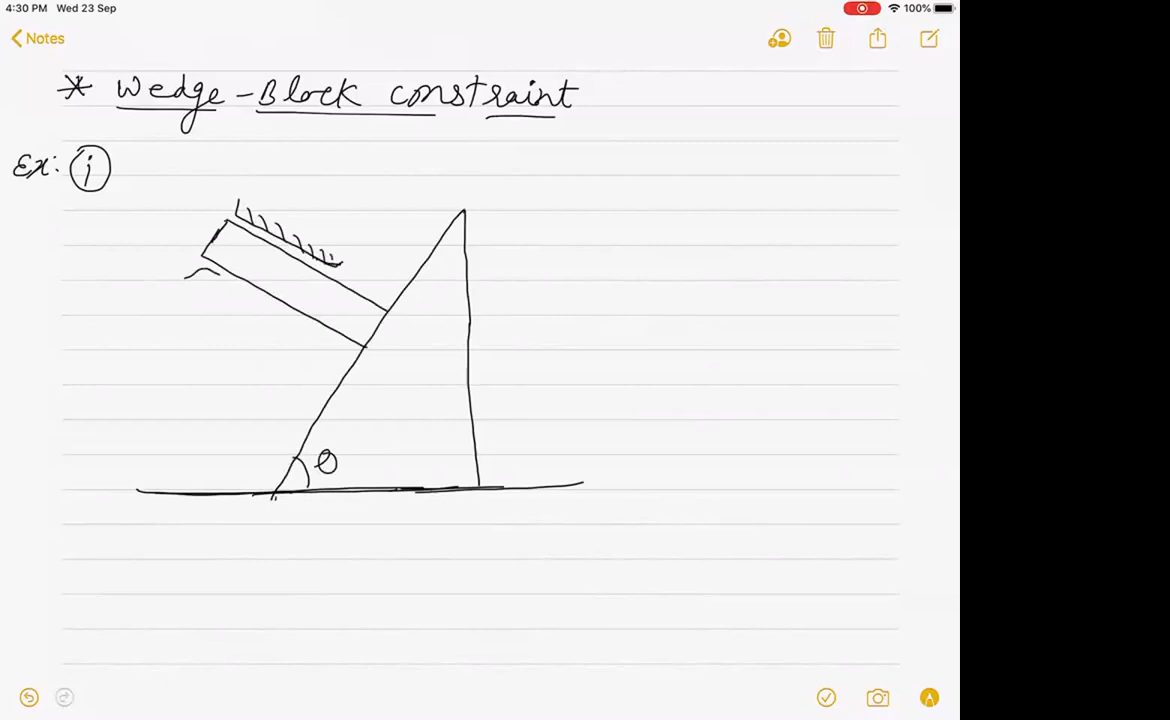 4:30 PM Wed 23 Sep 100%
Notes
* Wedge - Block constraint
Ex: i
θ